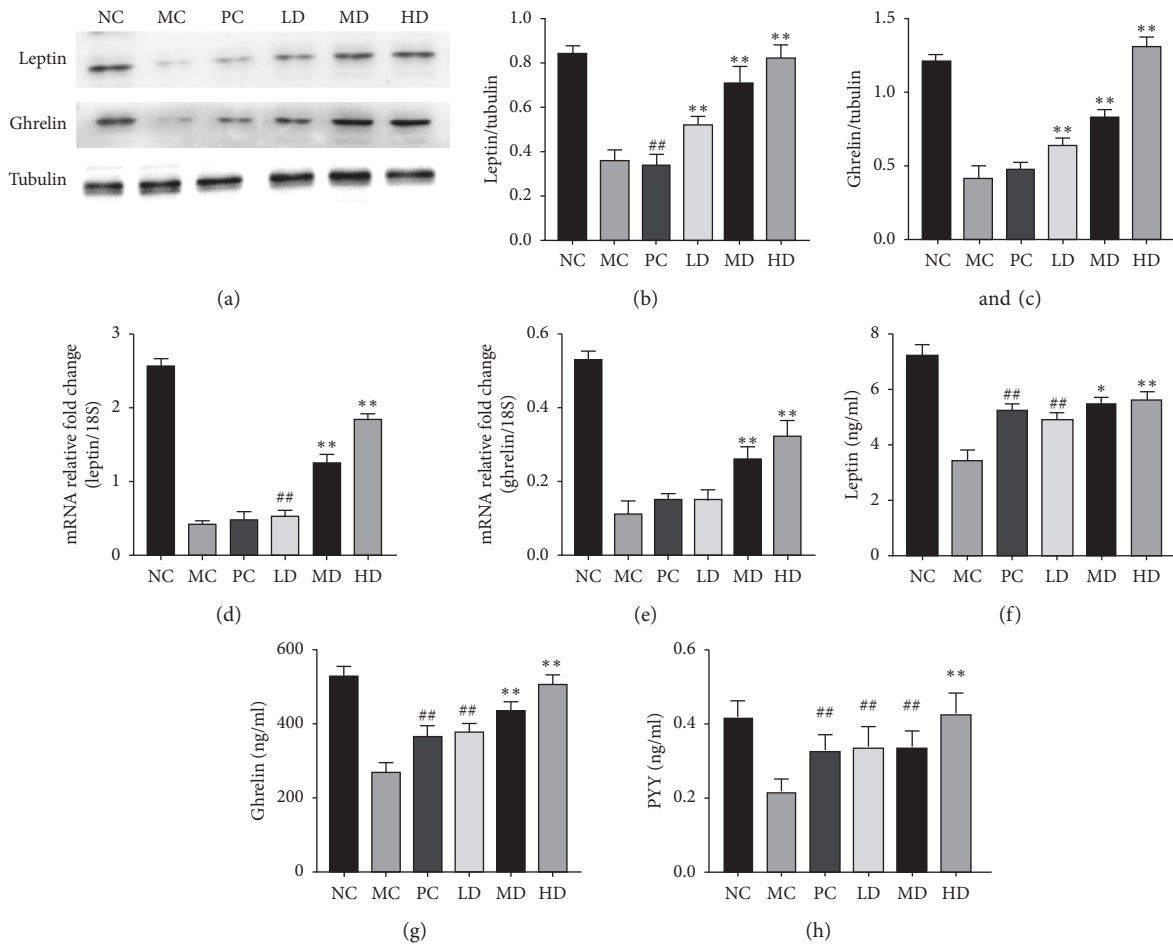 NC MC PC LD MD HD
Leptin
Ghrelin
Tubulin
(a)
Leptin/tubulin
1.0
0.8
0.6
0.4
0.2
0.0
##
**
**
**
NC MC PC LD MD HD
(b)
Ghrelin/tubulin
1.5
1.0
0.5
0.0
**
**
**
NC MC PC LD MD HD
and (c)
mRNA relative fold change
(leptin/18S)
3
2
1
0
##
**
**
NC MC PC LD MD HD
(d)
mRNA relative fold change
(ghrelin/18S)
0.6
0.4
0.2
0.0
**
**
NC MC PC LD MD HD
(e)
Leptin (ng/ml)
8
6
4
2
0
##
##
*
**
NC MC PC LD MD HD
(f)
Ghrelin (ng/ml)
600
400
200
0
##
##
**
**
NC MC PC LD MD HD
(g)
PYY (ng/ml)
0.6
0.4
0.2
0.0
##
##
##
**
NC MC PC LD MD HD
(h)